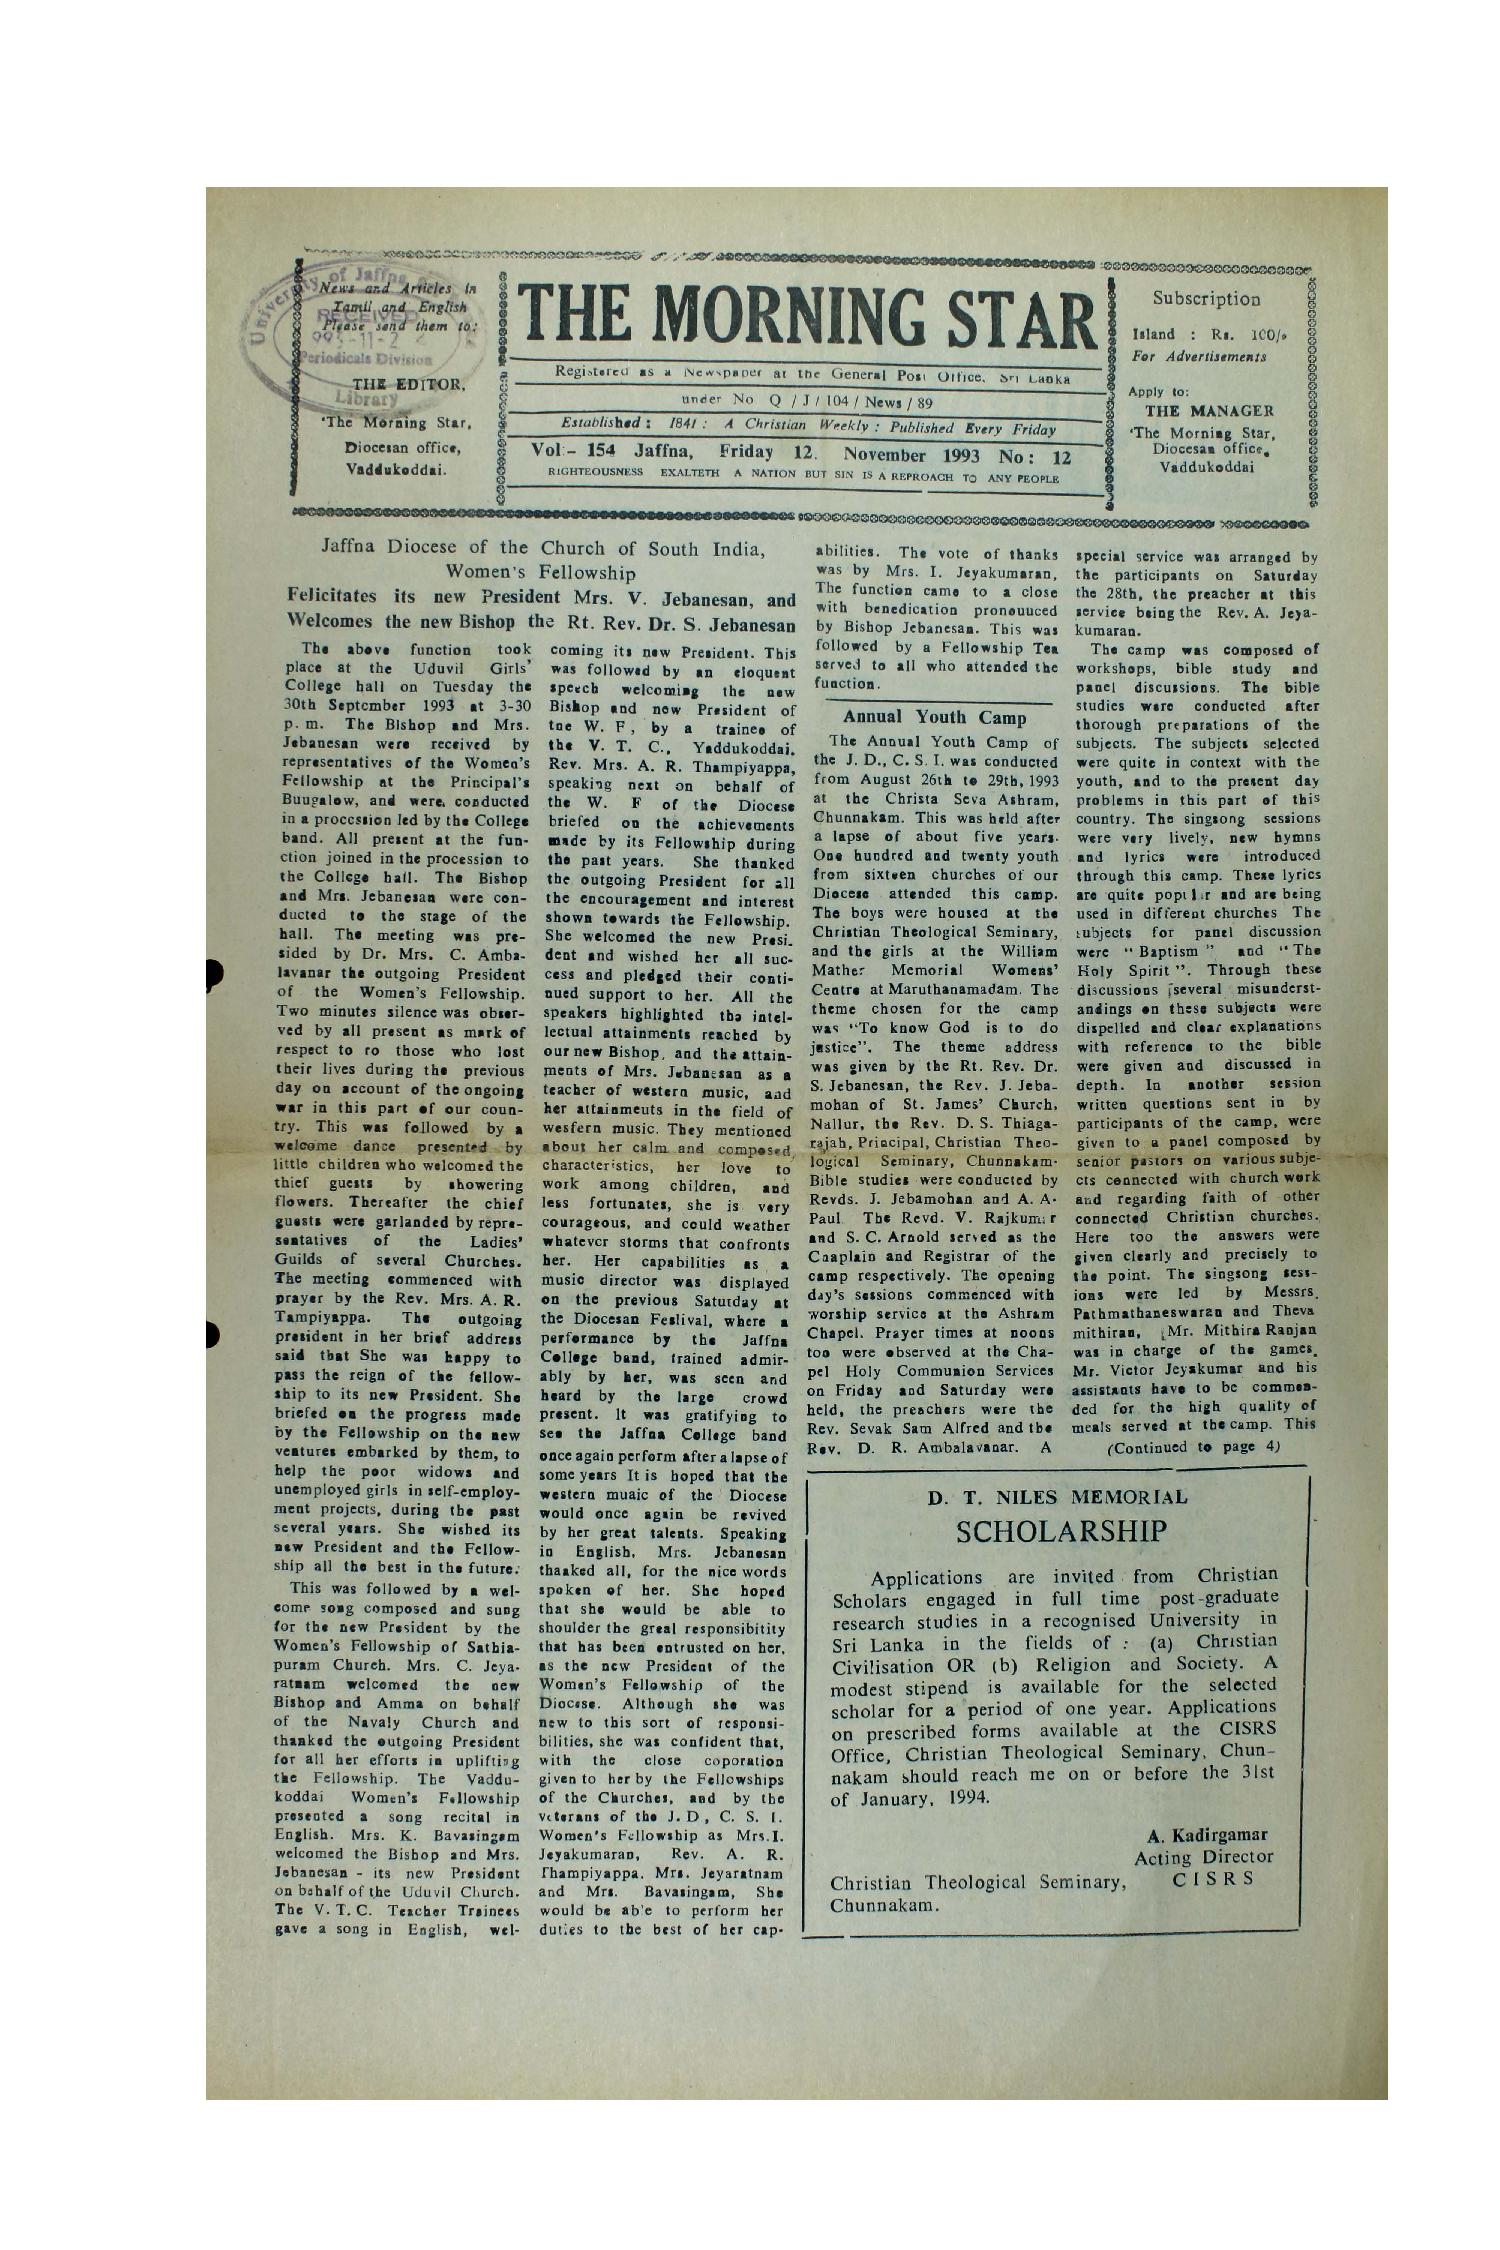 University of Jaffna
RECEIVED
Periodicals Division
Library
News and Articles in
Tamil and English
Please send them to:
THE EDITOR,
'The Morning Star,
Diocesan office,
Vaddukoddai.
THE MORNING STAR
Registered as a Newspaper at the General Post Office, Sri Lanka
under No Q / J / 104 / News / 89
Established : 1841 : A Christian Weekly : Published Every Friday
Vol:- 154 Jaffna, Friday 12. November 1993 No : 12
RIGHTEOUSNESS EXALTETH A NATION BUT SIN IS A REPROACH TO ANY PEOPLE
Subscription
Island : Rs. 100/-
For Advertisements
Apply to:
THE MANAGER
'The Morning Star,
Diocesan office,
Vaddukoddai
Jaffna Diocese of the Church of South India,
Women's Fellowship
Felicitates its new President Mrs. V. Jebanesan, and
Welcomes the new Bishop the Rt. Rev. Dr. S. Jebanesan
The above function took
place at the Uduvil Girls'
College hall on Tuesday the
30th September 1993 at 3-30
p. m. The Bishop and Mrs.
Jebanesan were received by
representatives of the Women's
Fellowship at the Principal's
Buugalow, and were, conducted
in a procession led by the College
band. All present at the fun-
ction joined in the procession to
the College hall. The Bishop
and Mrs. Jebanesan were con-
ducted to the stage of the
hall. The meeting was pre-
sided by Dr. Mrs. C. Amba-
lavanar the outgoing President
of the Women's Fellowship.
Two minutes silence was obser-
ved by all present as mark of
respect to ro those who lost
their lives during the previous
day on account of the ongoing
war in this part of our coun-
try. This was followed by a
welcome dance presented by
little children who welcomed the
thief guests by showering
flowers. Thereafter the chief
guests were garlanded by repre-
sentatives of the Ladies'
Guilds of several Churches.
The meeting commenced with
prayer by the Rev. Mrs. A. R.
Tampiyappa. The outgoing
president in her brief address
said that She was happy to
pass the reign of the fellow-
ship to its new President. She
briefed on the progress made
by the Fellowship on the new
ventures embarked by them, to
help the poor widows and
unemployed girls in self-employ-
ment projects, during the past
several years. She wished its
new President and the Fellow-
ship all the best in the future.
This was followed by a wel-
come song composed and sung
for the new President by the
Women's Fellowship of Sathia-
puram Church. Mrs. C. Jeya-
ratnam welcomed the new
Bishop and Amma on behalf
of the Navaly Church and
thanked the outgoing President
for all her efforts in uplifting
the Fellowship. The Vaddu-
koddai Women's Fellowship
presented a song recital in
English. Mrs. K. Bavasingam
welcomed the Bishop and Mrs.
Jebanesan - its new President
on behalf of the Uduvil Church.
The V. T. C. Teacher Trainees
gave a song in English, wel-
coming its new President. This
was followed by an eloquent
speech welcoming the new
Bishop and new President of
tne W. F, by a trainee of
the V. T. C., Yaddukoddai.
Rev. Mrs. A. R. Thampiyappa,
speaking next on behalf of
the W. F of the Diocese
briefed on the achievements
made by its Fellowship during
the past years. She thanked
the outgoing President for all
the encouragement and interest
shown towards the Fellowship.
She welcomed the new Presi.
dent and wished her all suc-
cess and pledged their conti-
nued support to her. All the
speakers highlighted tha intel-
lectual attainments reached by
our new Bishop, and the attain-
ments of Mrs. Jebanesan as a
teacher of western music, and
her attainmeuts in the field of
wesfern music. They mentioned
about her calm and composed,
characteristics, her love to
work among children, and
less fortunates, she is very
courageous, and could weather
whatever storms that confronts
her. Her capabilities as a
music director was displayed
on the previous Saturday at
the Diocesan Feslival, where a
performance by the Jaffna
College band, trained admir-
ably by her, was seen and
heard by the large crowd
present. It was gratifying to
see the Jaffna College band
once again perform after a lapse of
some years It is hoped that the
western muaic of the Diocese
would once again be revived
by her great talents. Speaking
in English, Mrs. Jebanesan
thaaked all, for the nice words
spoken of her. She hoped
that she would be able to
shoulder the greal responsibitity
that has been entrusted on her,
as the new President of the
Women's Fellowship of the
Diocese. Although she was
new to this sort of responsi-
bilities, she was confident that,
with the close coporation
given to her by the Fellowships
of the Churches, and by the
veterans of the J. D, C. S. I.
Women's Fellowship as Mrs. I.
Jeyakumaran, Rev. A. R.
Thampiyappa, Mrs. Jeyaratnam
and Mrs. Bavasingam, She
would be ab'e to perform her
duties to the best of her cap-
abilities. The vote of thanks
was by Mrs. I. Jeyakumaran,
The function came to a close
with benedication pronouuced
by Bishop Jebanesan. This was
followed by a Fellowship Tea
served to all who attended the
function.
Annual Youth Camp
The Annual Youth Camp of
the J. D., C. S. I. was conducted
from August 26th to 29th, 1993
at the Christa Seva Ashram,
Chunnakam. This was held after
a lapse of about five years.
One hundred and twenty youth
from sixteen churches of our
Diocese attended this camp.
The boys were housed at the
Christian Theological Seminary,
and the girls at the William
Mather Memorial Womens'
Centre at Maruthanamadam. The
theme chosen for the camp
was "To know God is to do
justice". The theme address
was given by the Rt. Rev. Dr.
S. Jebanesan, the Rev. J. Jeba-
mohan of St. James' Church,
Nallur, the Rev. D. S. Thiaga-
rajah, Principal, Christian Theo-
logical Seminary, Chunnakam.
Bible studies were conducted by
Revds. J. Jebamohan and A. A.
Paul The Revd. V. Rajkumar
and S. C. Arnold served as the
Cnaplain and Registrar of the
camp respectively. The opening
day's sessions commenced with
worship service at the Ashram
Chapel. Prayer times at noons
too were observed at the Cha-
pel Holy Communion Services
on Friday and Saturday were
held, the preachers were the
Rev. Sevak Sam Alfred and the
Rev. D. R. Ambalavanar. A
special service was arranged by
the participants on Saturday
the 28th, the preacher at this
service being the Rev. A. Jeya-
kumaran.
The camp was composed of
workshops, bible study and
panel discussions. The bible
studies were conducted after
thorough preparations of the
subjects. The subjects selected
were quite in context with the
youth, and to the present day
problems in this part of this
country. The singsong sessions
were very lively, new hymns
and lyrics were introduced
through this camp. These lyrics
are quite popular and are being
used in different churches The
subjects for panel discussion
were "Baptism" and "The
Holy Spirit". Through these
discussions several misunderst-
andings on these subjects were
dispelled and clear explanations
with reference to the bible
were given and discussed in
depth. In another session
written questions sent in by
participants of the camp, were
given to a panel composed by
senior pastors on various subje-
cts connected with church work
and regarding faith of other
connected Christian churches.
Here too the answers were
given clearly and precisely to
the point. The singsong sess-
ions were led by Messrs.
Pathmathaneswaran and Theva
mithiran, Mr. Mithira Ranjan
was in charge of the games.
Mr. Victor Jeyakumar and his
assistants have to be commen-
ded for the high quality of
meals served at the camp. This
(Continued to page 4)
D. T. NILES MEMORIAL
SCHOLARSHIP
Applications are invited from Christian
Scholars engaged in full time post-graduate
research studies in a recognised University in
Sri Lanka in the fields of : (a) Christian
Civilisation OR (b) Religion and Society. A
modest stipend is available for the selected
scholar for a period of one year. Applications
on prescribed forms available at the CISRS
Office, Christian Theological Seminary, Chun-
nakam should reach me on or before the 31st
of January, 1994.
A. Kadirgamar
Acting Director
C I S R S
Christian Theological Seminary,
Chunnakam.